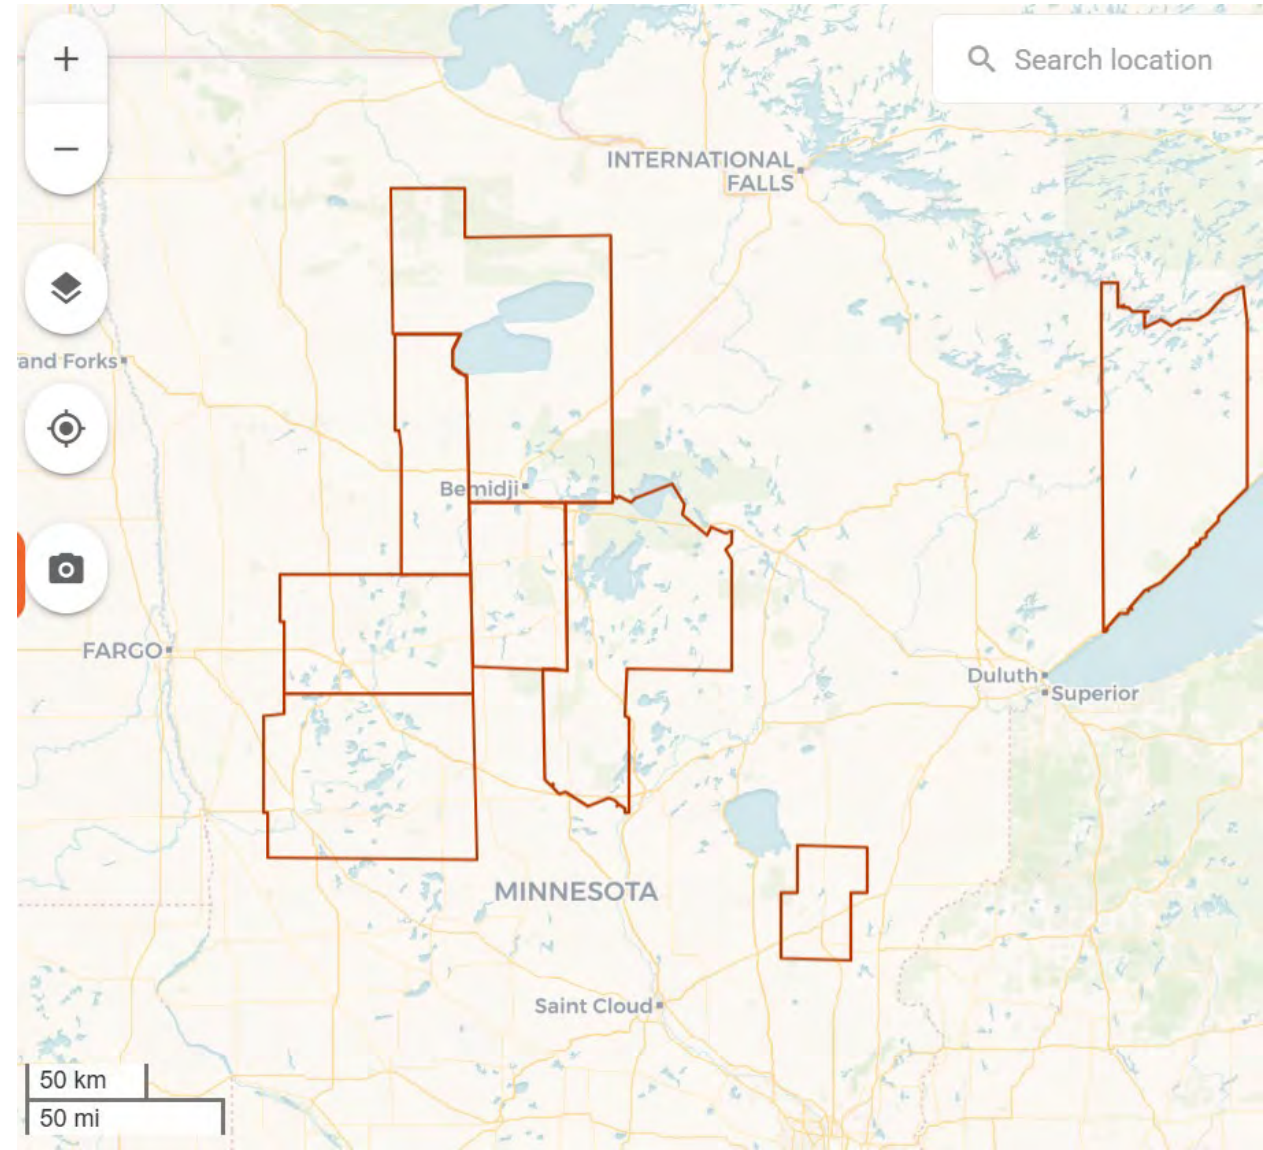 +
Search location
−
INTERNATIONAL
FALLS
and Forks
Bemidji
FARGO
Duluth
Superior
MINNESOTA
Saint Cloud
50 km
50 mi